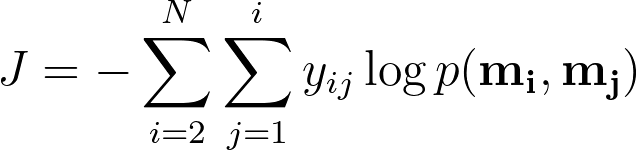 J = − \sum_{i=2}^{N} \sum_{j=1}^{i} y_{ij} \log p(\mathbf{m_i}, \mathbf{m_j})